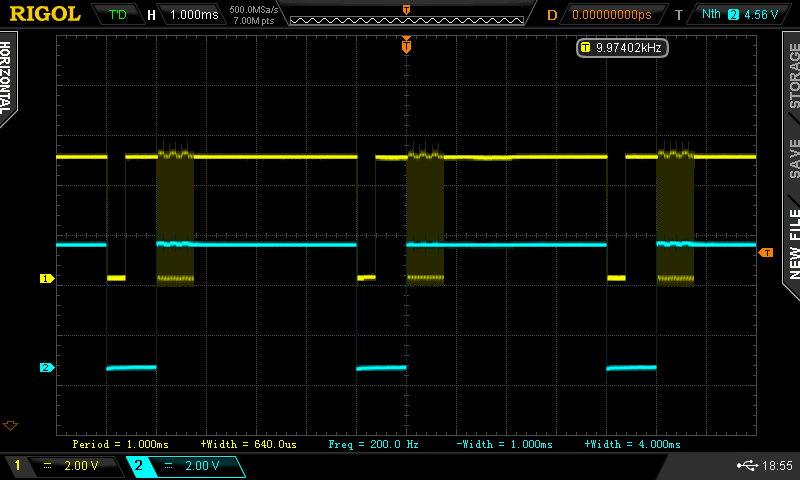 RIGOL T'D H 1.000ms 500.0MSa/s D 0.00000000ps T Nth 2 4.56 V
7.00M pts
T
T
T 9.97402kHz
HORIZONTAL
STORAGE
SAVE
NEW FILE
T
1
2
Period = 1.000ms +Width = 640.0us Freq = 200.0 Hz -Width = 1.000ms +Width = 4.000ms
1 2.00 V 2 2.00 V 18:55